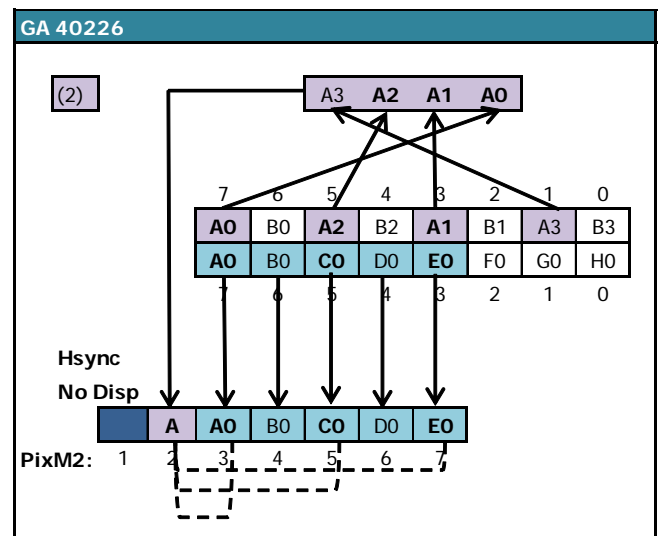 GA 40226
(2)
A3 A2 A1 A0
7 6 5 4 3 2 1 0
A0 B0 A2 B2 A1 B1 A3 B3
A0 B0 C0 D0 E0 F0 G0 H0
7 6 5 4 3 2 1 0
Hsync
No Disp
A A0 B0 C0 D0 E0
PixM2: 1 2 3 4 5 6 7